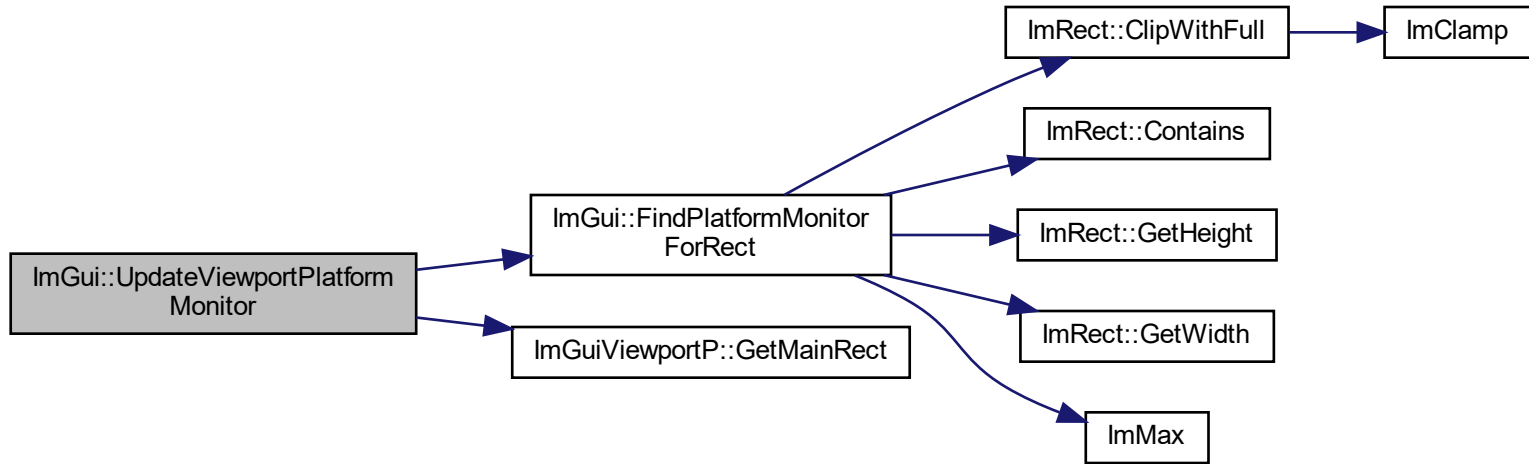 ImRect::ClipWithFull
ImClamp
ImRect::Contains
ImGui::FindPlatformMonitor
ForRect
ImRect::GetHeight
ImGui::UpdateViewportPlatform
Monitor
ImRect::GetWidth
ImGuiViewportP::GetMainRect
ImMax